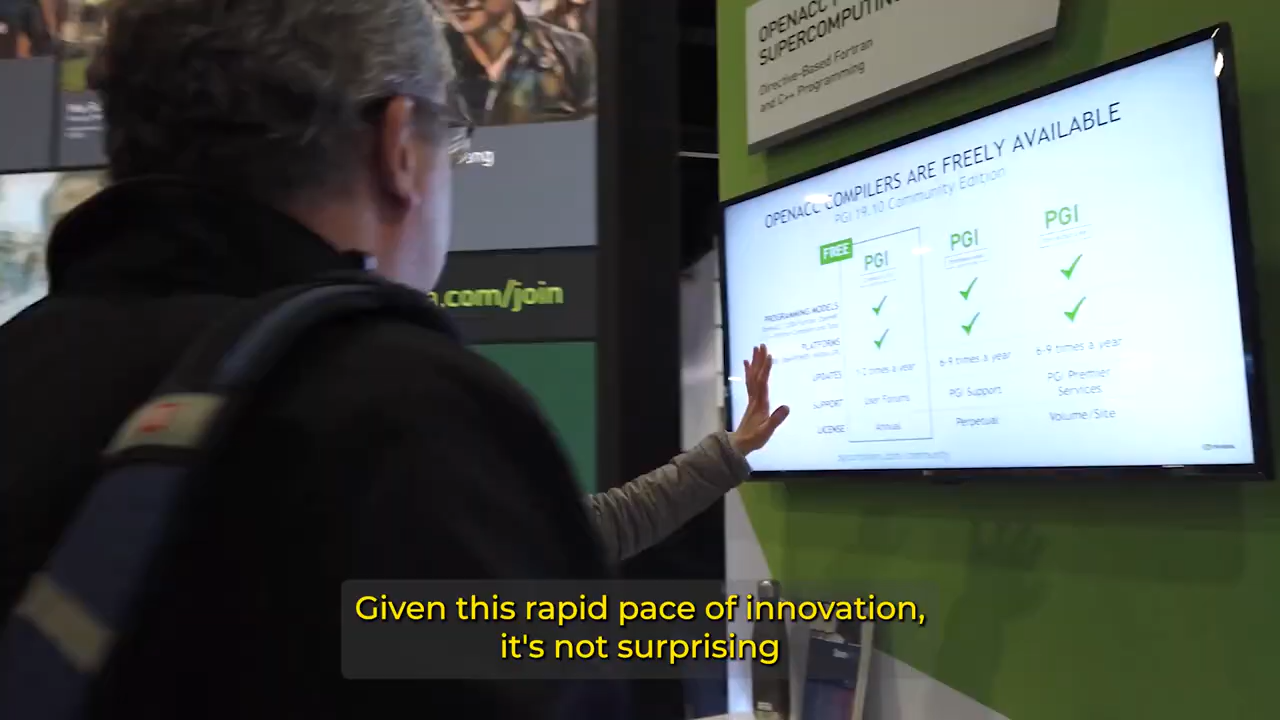 OPENACC
SUPERCOMPUTING
Directive-Based Fortran
and C++ Programming
.com/join
OPENACC COMPILERS ARE FREELY AVAILABLE
PGI 19.10 Community Edition
FREE
PGI
PGI
PGI
PROGRAMMING MODELS
PLATFORMS
UPDATES
1-2 times a year
6-9 times a year
6-9 times a year
SUPPORT
User Forums
PGI Support
PGI Premier
Services
LICENSE
Annual
Perpetual
Volume/Site
Given this rapid pace of innovation,
it's not surprising